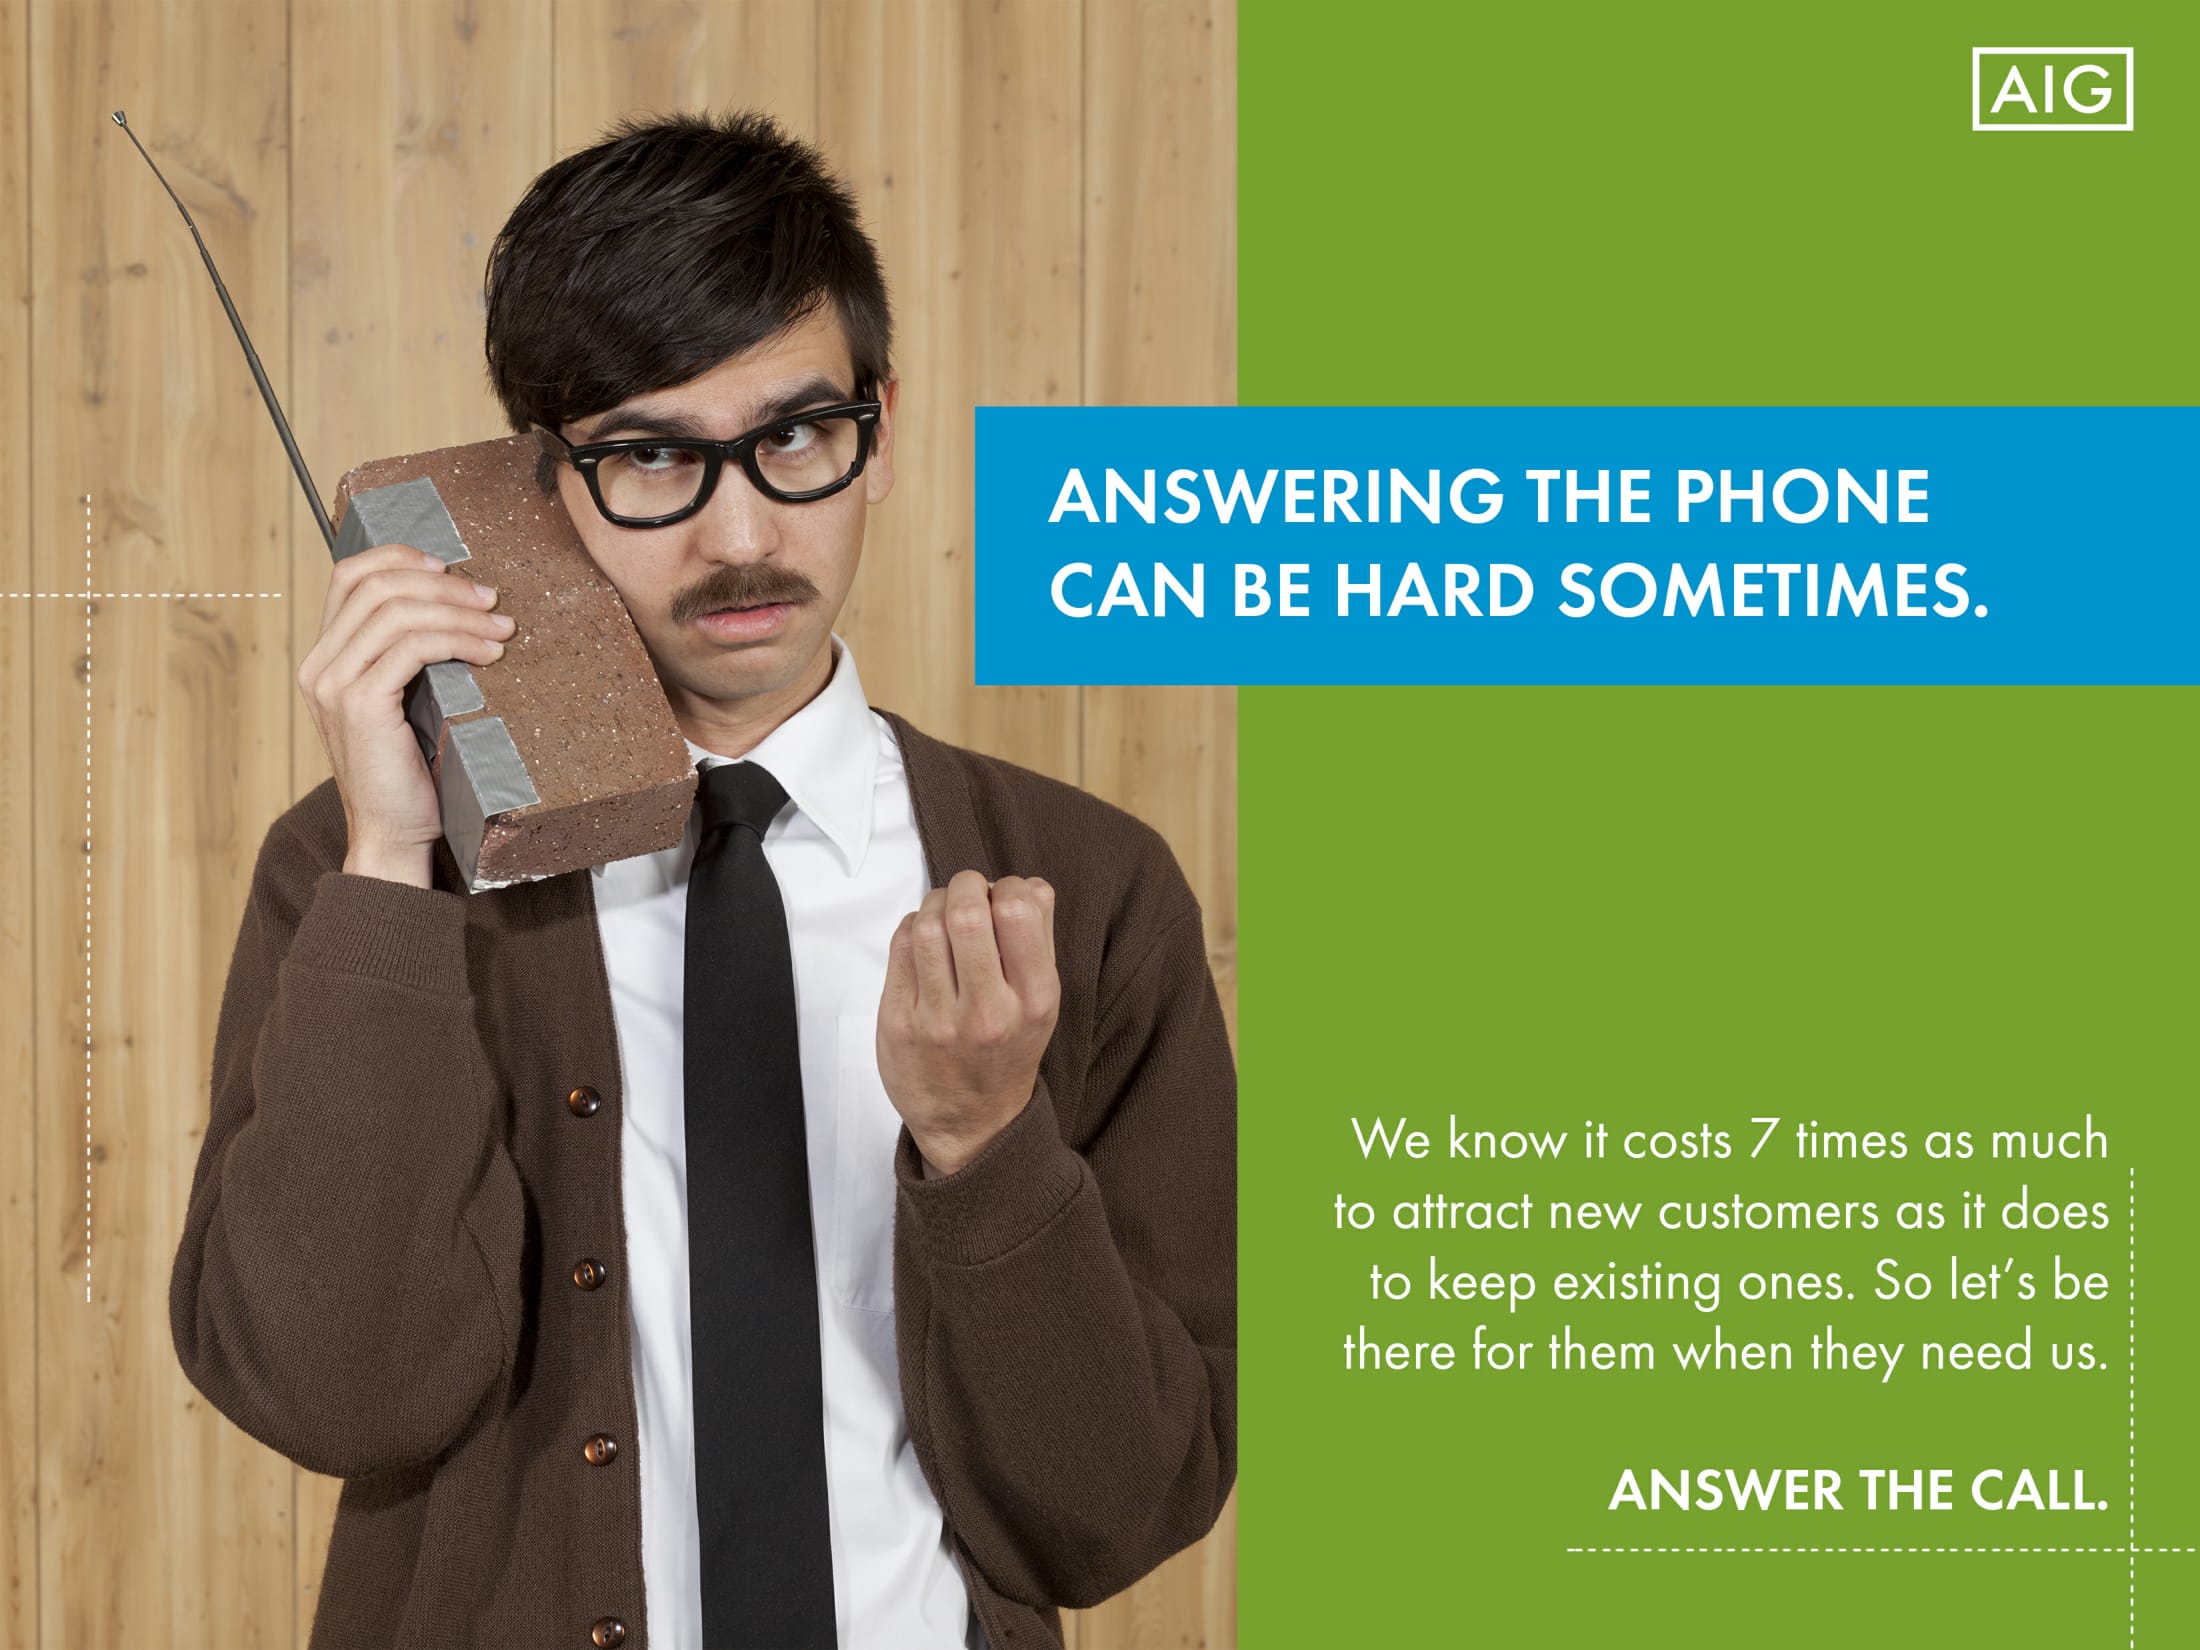 AIG
ANSWERING THE PHONE
CAN BE HARD SOMETIMES.
We know it costs 7 times as much
to attract new customers as it does
to keep existing ones. So let’s be
there for them when they need us.
ANSWER THE CALL.